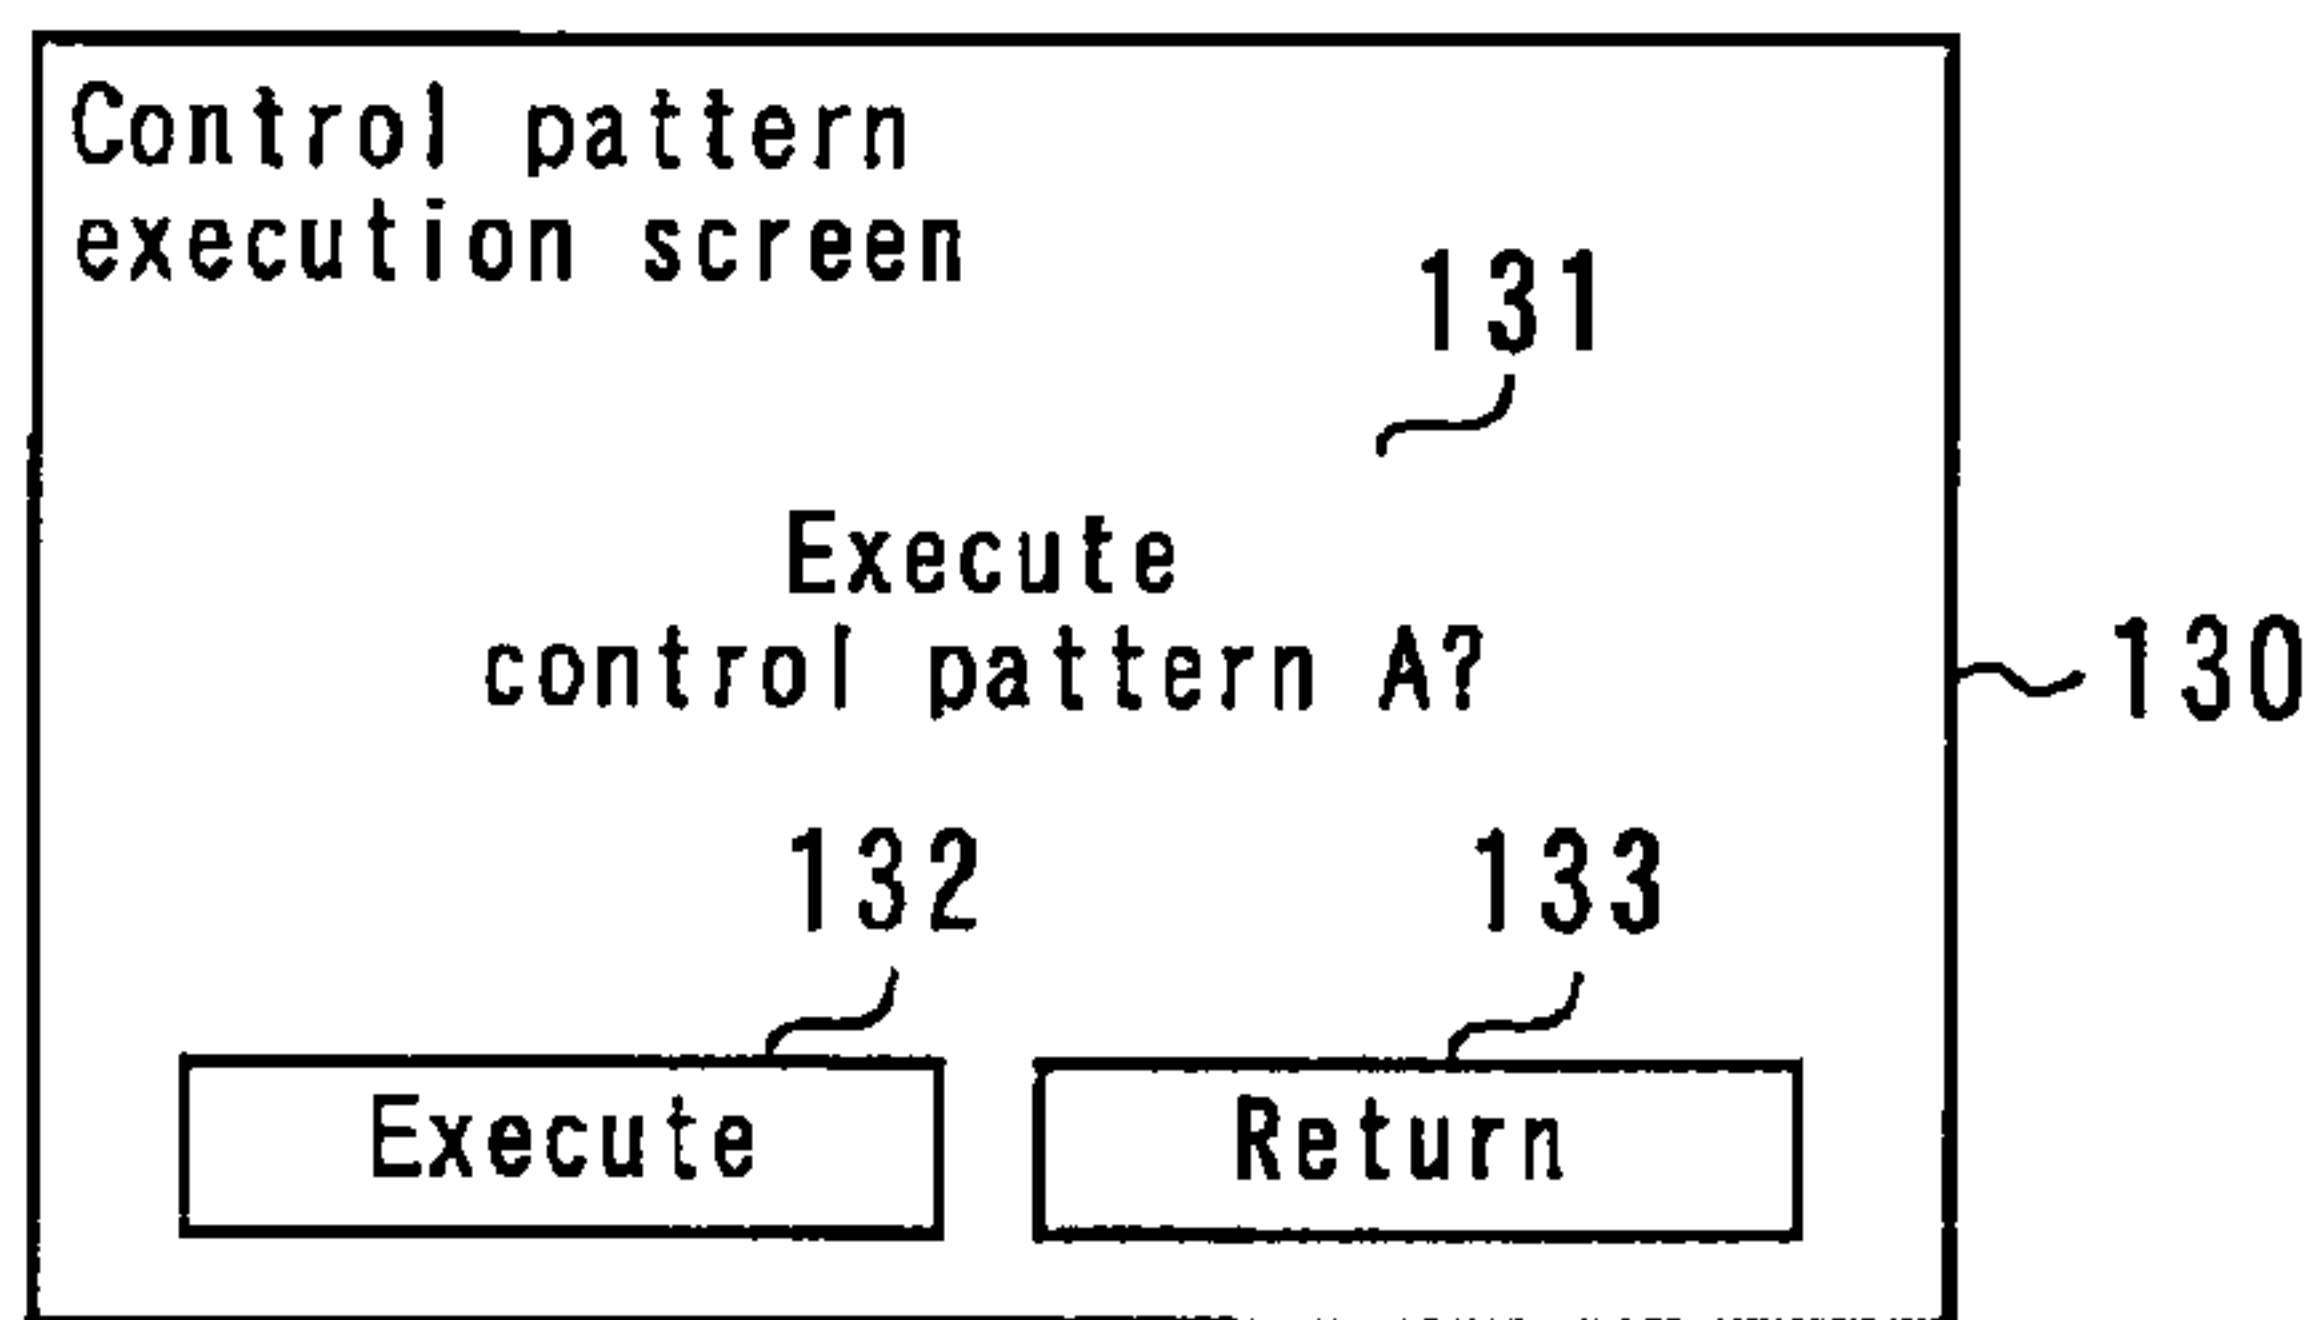 Control pattern
execution screen
131
Execute
control pattern A?
130
132
133
Execute
Return